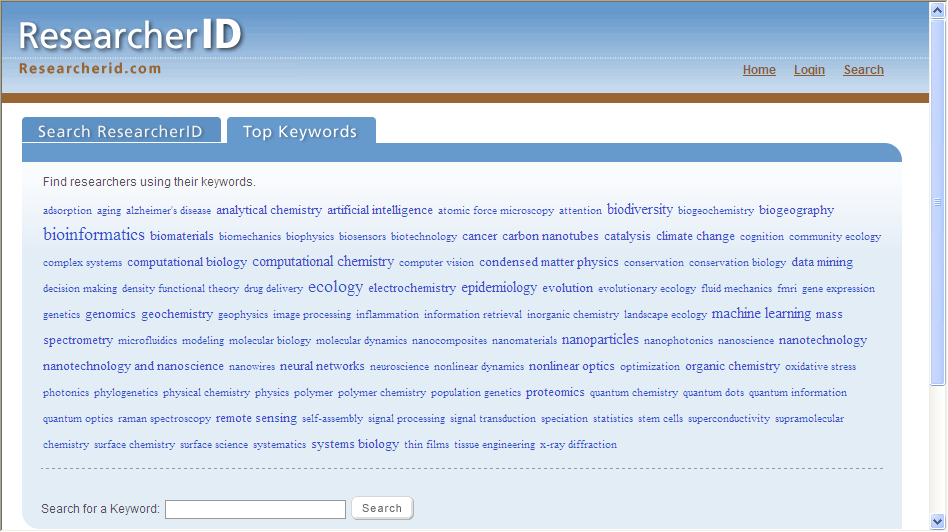 ResearcherID
Researcherid.com
Home Login Search
Search ResearcherID Top Keywords
Find researchers using their keywords.
adsorption aging alzheimer's disease analytical chemistry artificial intelligence atomic force microscopy attention biodiversity biogeochemistry biogeography
bioinformatics biomaterials biomechanics biophysics biosensors biotechnology cancer carbon nanotubes catalysis climate change cognition community ecology
complex systems computational biology computational chemistry computer vision condensed matter physics conservation conservation biology data mining
decision making density functional theory drug delivery ecology electrochemistry epidemiology evolution evolutionary ecology fluid mechanics fmri gene expression
genetics genomics geochemistry geophysics image processing inflammation information retrieval inorganic chemistry landscape ecology machine learning mass
spectrometry microfluidics modeling molecular biology molecular dynamics nanocomposites nanomaterials nanoparticles nanophotonics nanoscience nanotechnology
nanotechnology and nanoscience nanowires neural networks neuroscience nonlinear dynamics nonlinear optics optimization organic chemistry oxidative stress
photonics phylogenetics physical chemistry physics polymer polymer chemistry population genetics proteomics quantum chemistry quantum dots quantum information
quantum optics raman spectroscopy remote sensing self-assembly signal processing signal transduction speciation statistics stem cells superconductivity supramolecular
chemistry surface chemistry surface science systematics systems biology thin films tissue engineering x-ray diffraction
Search for a Keyword: Search